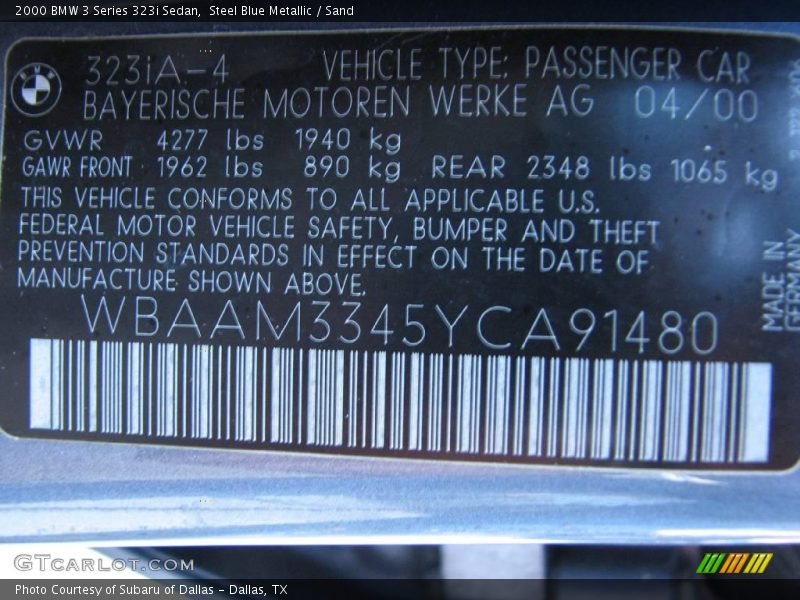 2000 BMW 3 Series 323i Sedan, Steel Blue Metallic / Sand
BMW
323iA-4 VEHICLE TYPE: PASSENGER CAR
BAYERISCHE MOTOREN WERKE AG 04/00
GVWR 4277 lbs 1940 kg
GAWR FRONT 1962 lbs 890 kg REAR 2348 lbs 1065 kg
THIS VEHICLE CONFORMS TO ALL APPLICABLE U.S.
FEDERAL MOTOR VEHICLE SAFETY, BUMPER AND THEFT
PREVENTION STANDARDS IN EFFECT ON THE DATE OF
MANUFACTURE SHOWN ABOVE.
WBAAM3345YCA91480
MADE IN
GERMANY
GTCARLOT.COM
Photo Courtesy of Subaru of Dallas - Dallas, TX